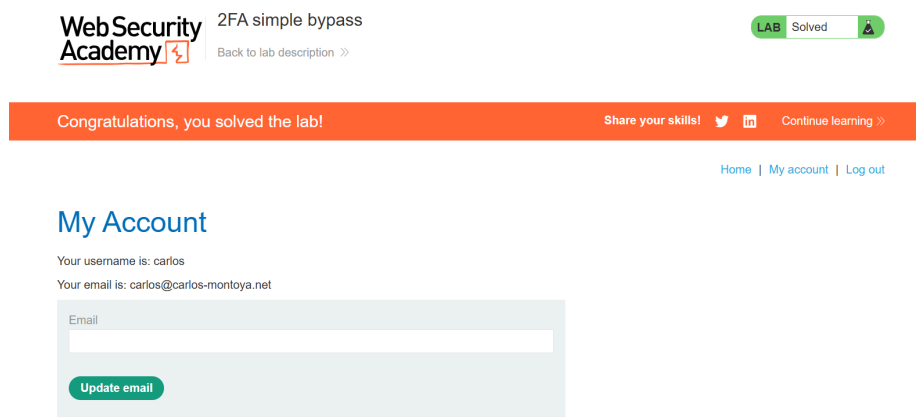 Web Security
Academy
2FA simple bypass
Back to lab description >>
LAB Solved
Congratulations, you solved the lab!
Share your skills! in Continue learning >>
Home | My account | Log out
My Account
Your username is: carlos
Your email is: carlos@carlos-montoya.net
Email
Update email